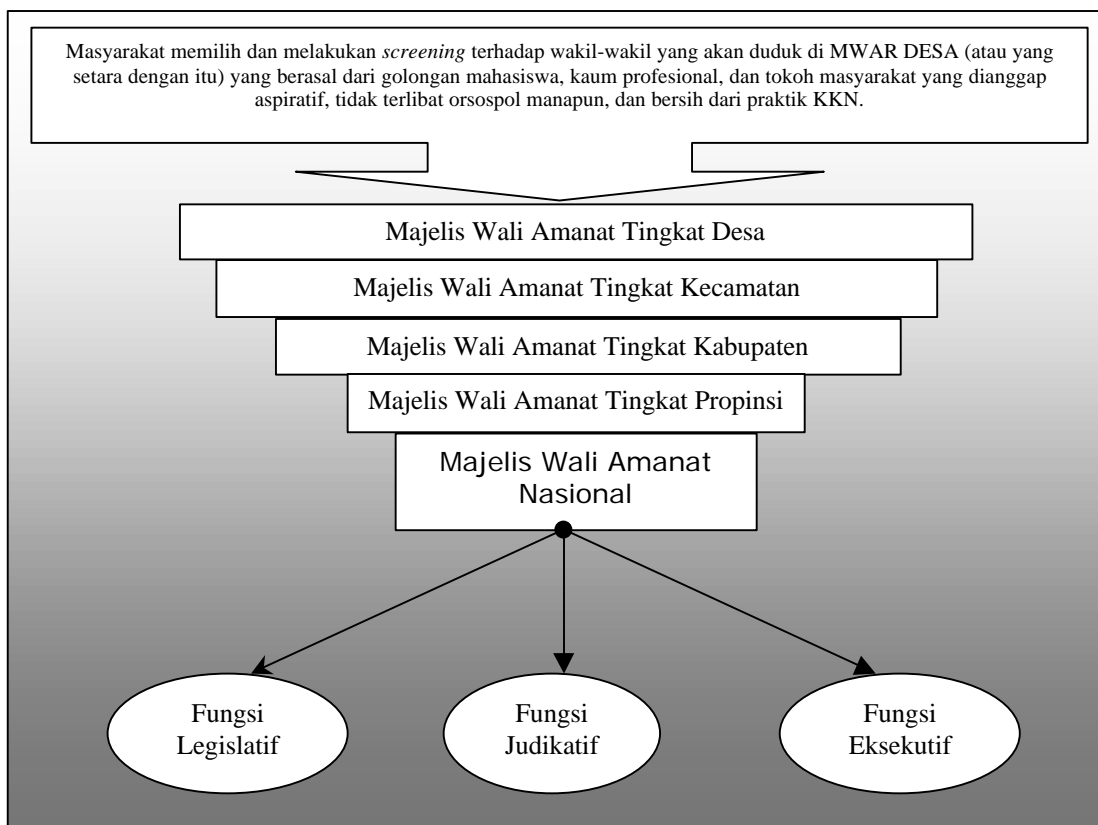 Masyarakat memilih dan melakukan screening terhadap wakil-wakil yang akan duduk di MWAR DESA (atau yang
setara dengan itu) yang berasal dari golongan mahasiswa, kaum profesional, dan tokoh masyarakat yang dianggap
aspiratif, tidak terlibat orsospol manapun, dan bersih dari praktik KKN.
Majelis Wali Amanat Tingkat Desa
Majelis Wali Amanat Tingkat Kecamatan
Majelis Wali Amanat Tingkat Kabupaten
Majelis Wali Amanat Tingkat Propinsi
Majelis Wali Amanat
Nasional
Fungsi
Legislatif
Fungsi
Judikatif
Fungsi
Eksekutif